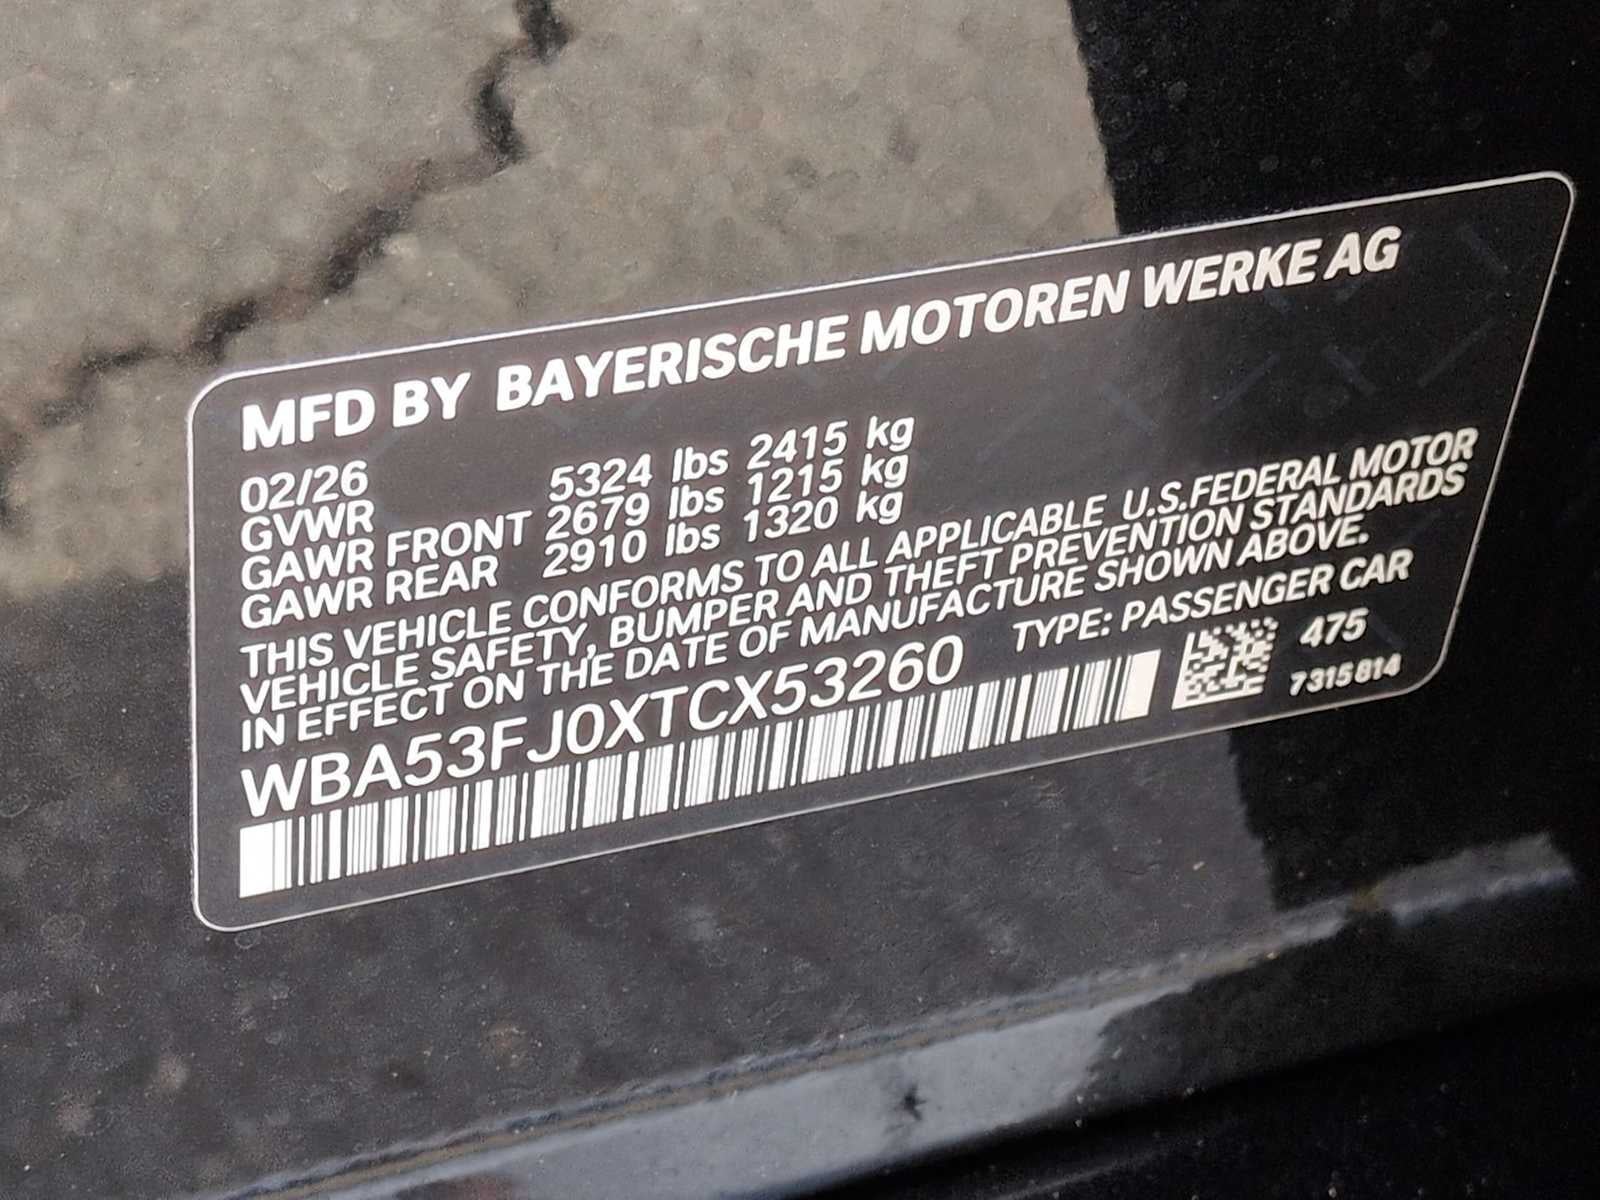 MFD BY BAYERISCHE MOTOREN WERKE AG
02/26
GVWR 5324 lbs 2415 kg
GAWR FRONT 2679 lbs 1215 kg
GAWR REAR 2910 lbs 1320 kg
THIS VEHICLE CONFORMS TO ALL APPLICABLE U.S.FEDERAL MOTOR
VEHICLE SAFETY, BUMPER AND THEFT PREVENTION STANDARDS
IN EFFECT ON THE DATE OF MANUFACTURE SHOWN ABOVE.
WBA53FJ0XTCX53260 TYPE: PASSENGER CAR
475
7315814